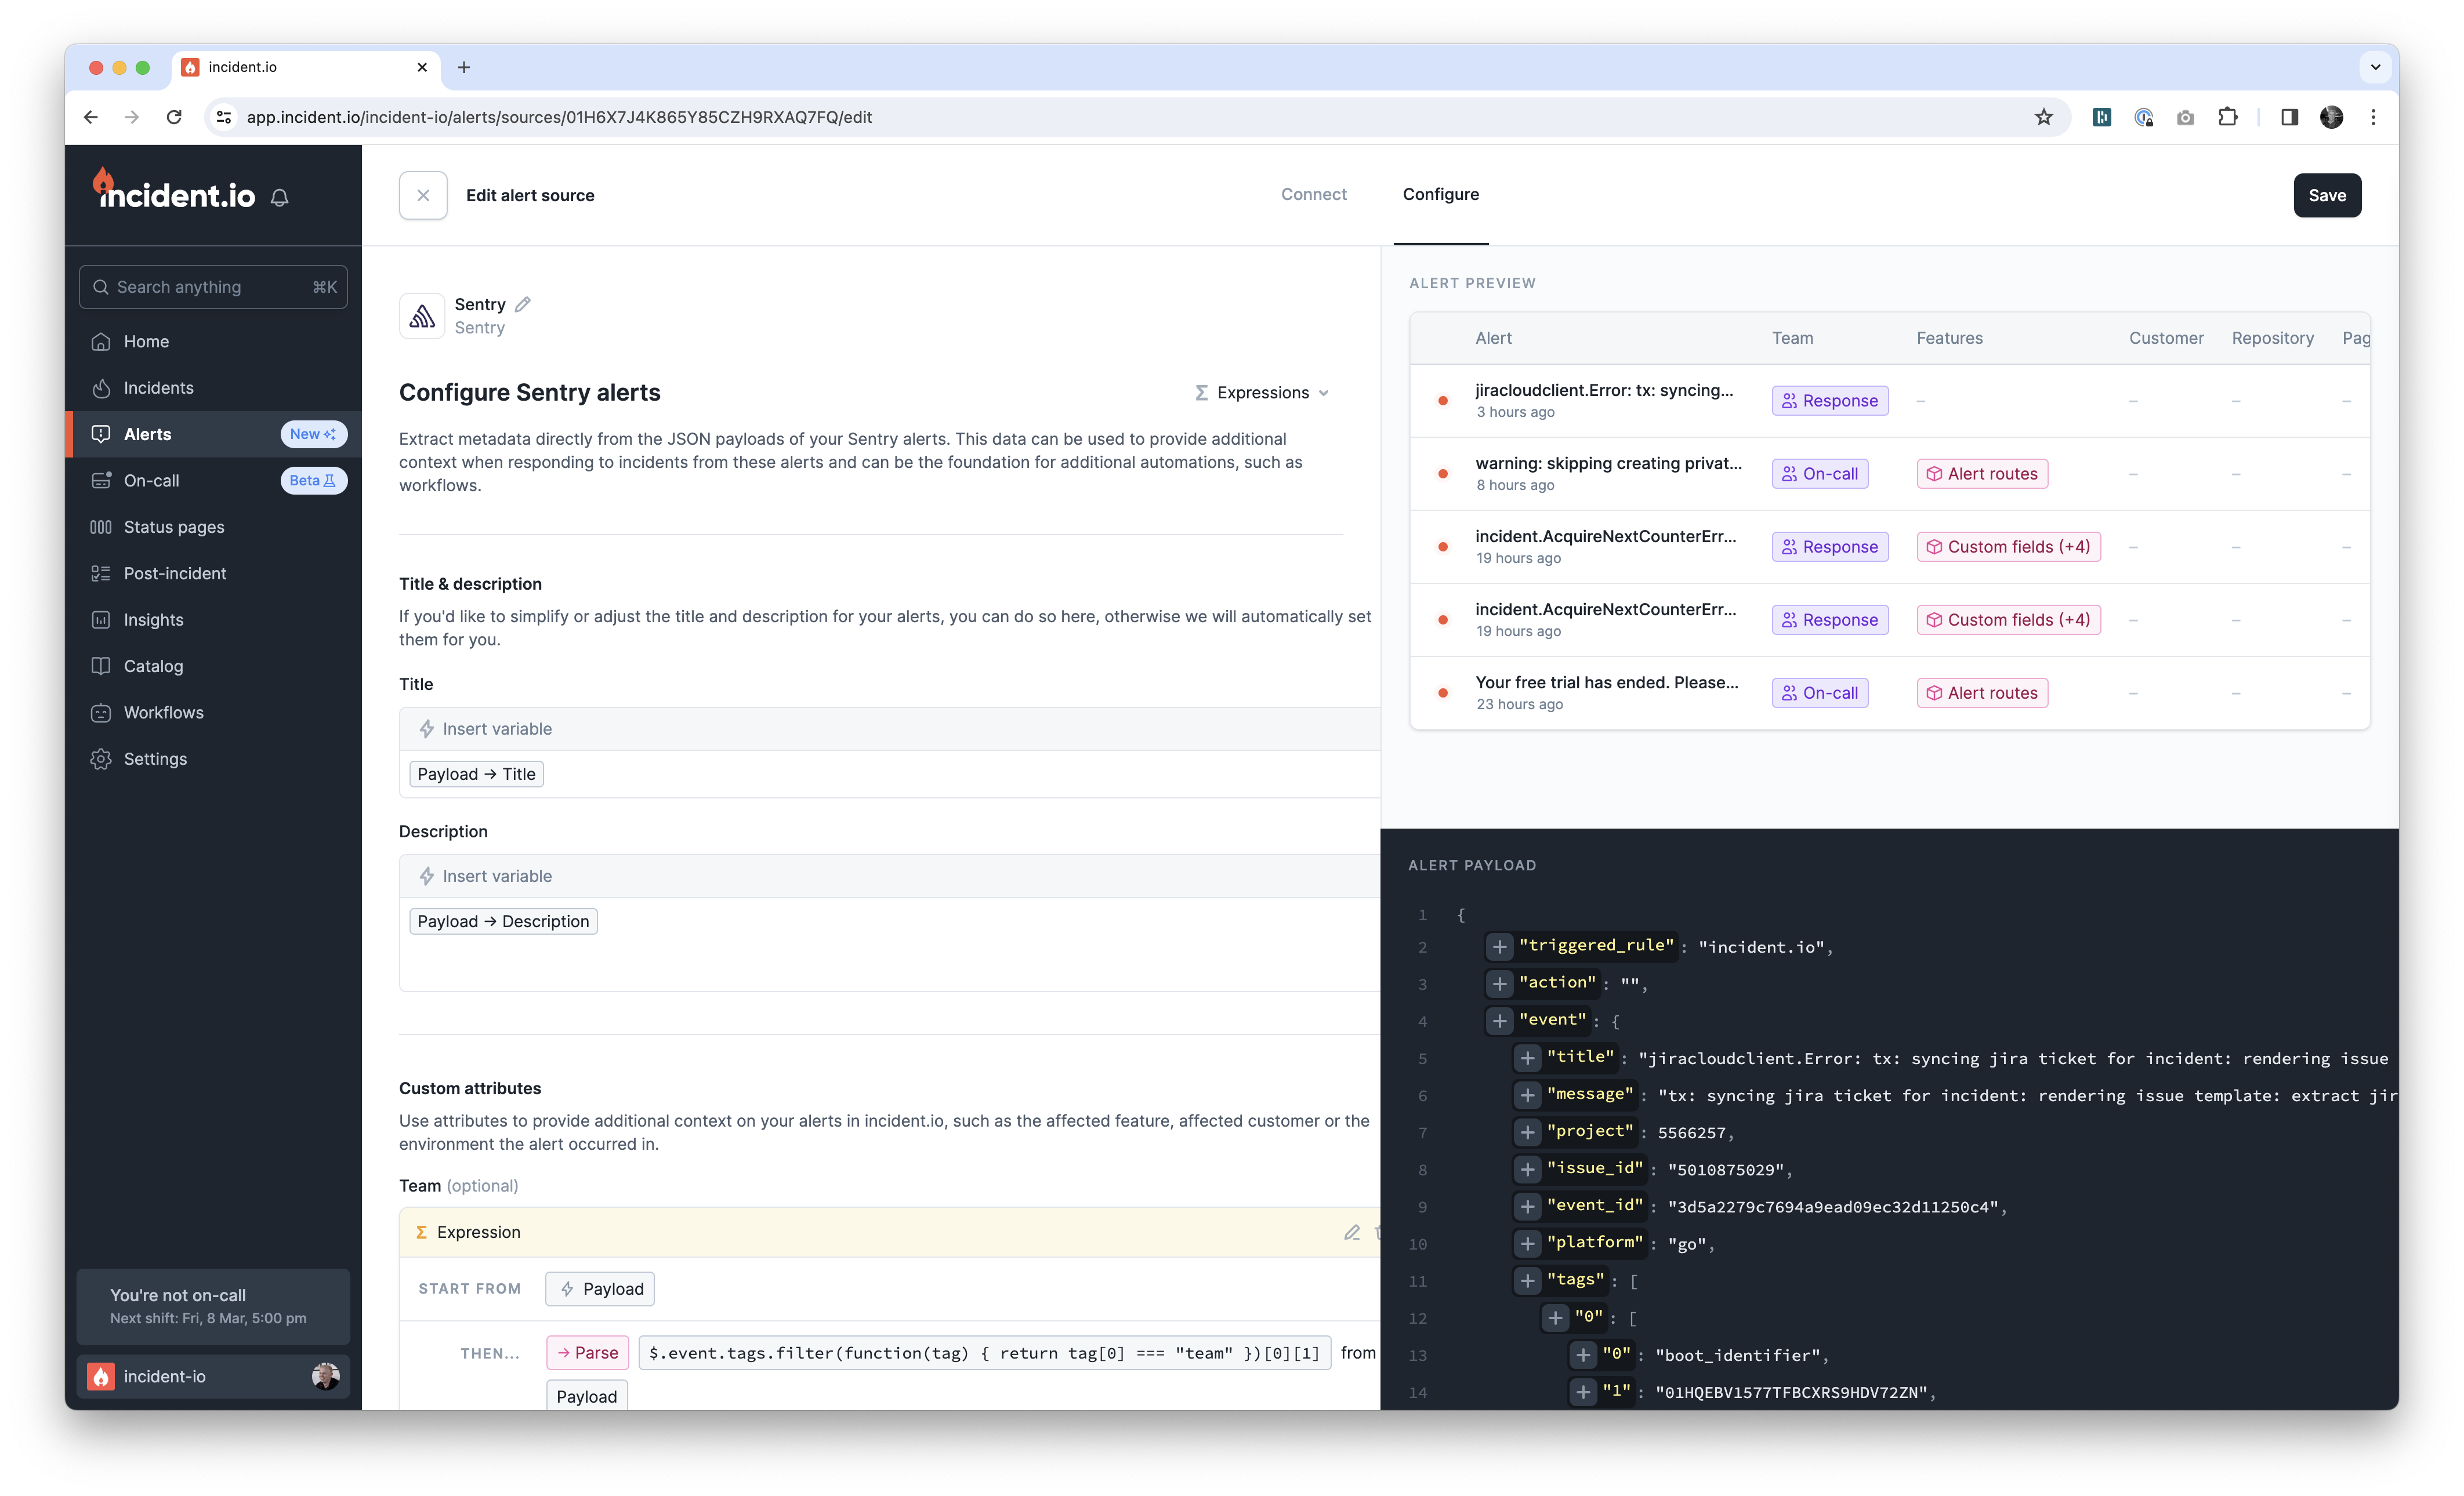 incident.io
app.incident.io/incident-io/alerts/sources/01H6X7J4K865Y85CZH9RXAQ7FQ/edit
incident.io
Search anything ⌘K
Home
Incidents
Alerts New
On-call Beta
Status pages
Post-incident
Insights
Catalog
Workflows
Settings
You're not on-call
Next shift: Fri, 8 Mar, 5:00 pm
incident-io
Edit alert source
Connect
Configure
Save
Sentry
Sentry
Configure Sentry alerts
Σ Expressions
Extract metadata directly from the JSON payloads of your Sentry alerts. This data can be used to provide additional
context when responding to incidents from these alerts and can be the foundation for additional automations, such as
workflows.
Title & description
If you'd like to simplify or adjust the title and description for your alerts, you can do so here, otherwise we will automatically set
them for you.
Title
Insert variable
Payload → Title
Description
Insert variable
Payload → Description
Custom attributes
Use attributes to provide additional context on your alerts in incident.io, such as the affected feature, affected customer or the
environment the alert occurred in.
Team (optional)
Σ Expression
START FROM Payload
THEN... → Parse $.event.tags.filter(function(tag) { return tag[0] === "team" })[0][1] from
Payload
ALERT PREVIEW
Alert Team Features Customer Repository Pag
jiracloudclient.Error: tx: syncing... Response – – – –
3 hours ago
warning: skipping creating privat... On-call Alert routes – – –
8 hours ago
incident.AcquireNextCounterErr... Response Custom fields (+4) – – –
19 hours ago
incident.AcquireNextCounterErr... Response Custom fields (+4) – – –
19 hours ago
Your free trial has ended. Please... On-call Alert routes – – –
23 hours ago
ALERT PAYLOAD
1 {
2 + "triggered_rule": "incident.io",
3 + "action": "",
4 + "event": {
5 + "title": "jiracloudclient.Error: tx: syncing jira ticket for incident: rendering issue
6 + "message": "tx: syncing jira ticket for incident: rendering issue template: extract jir
7 + "project": 5566257,
8 + "issue_id": "5010875029",
9 + "event_id": "3d5a2279c7694a9ead09ec32d11250c4",
10 + "platform": "go",
11 + "tags": [
12 + "0": [
13 + "0": "boot_identifier",
14 + "1": "01HQEBV1577TFBCXRS9HDV72ZN",